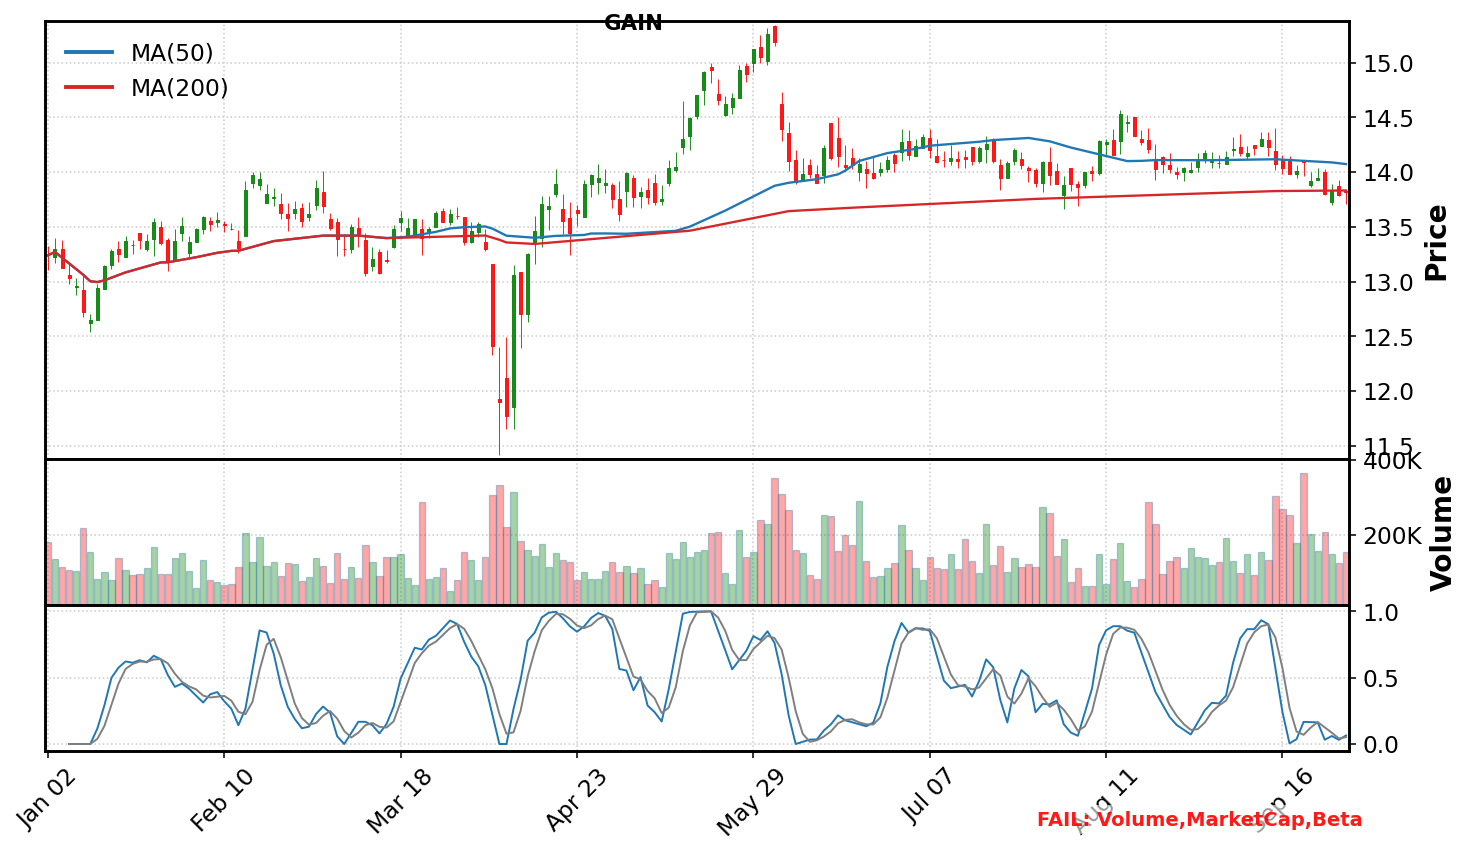 GAIN
MA(50)
MA(200)
15.0
14.5
14.0
13.5
13.0
12.5
12.0
11.5
Price
400K
200K
Volume
1.0
0.5
0.0
Jan 02
Feb 10
Mar 18
Apr 23
May 29
Jul 07
Aug 11
Sep 16
FAIL: Volume,MarketCap,Beta